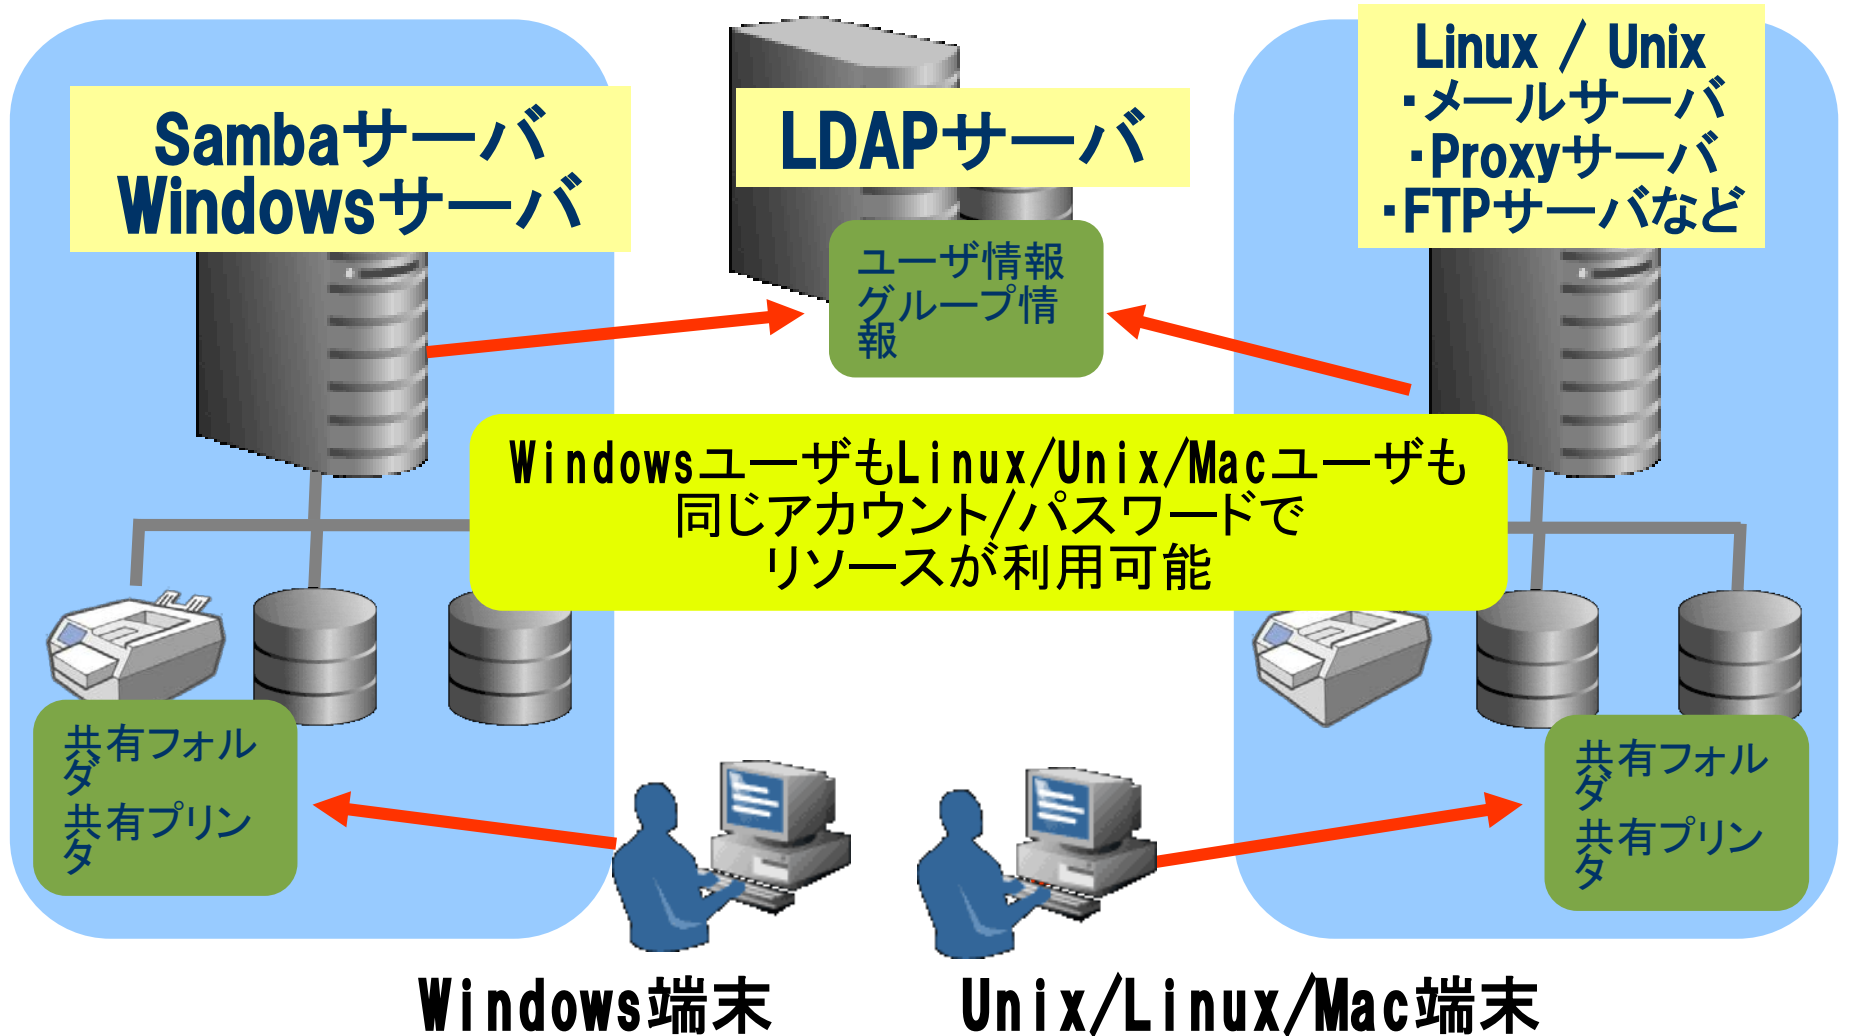 Sambaサーバ
Windowsサーバ
LDAPサーバ
Linux / Unix
・メールサーバ
・Proxyサーバ
・FTPサーバなど
ユーザ情報
グループ情
報
WindowsユーザもLinux/Unix/Macユーザも
同じアカウント/パスワードで
リソースが利用可能
共有フォル
ダ
共有プリン
タ
共有フォル
ダ
共有プリン
タ
Windows端末
Unix/Linux/Mac端末